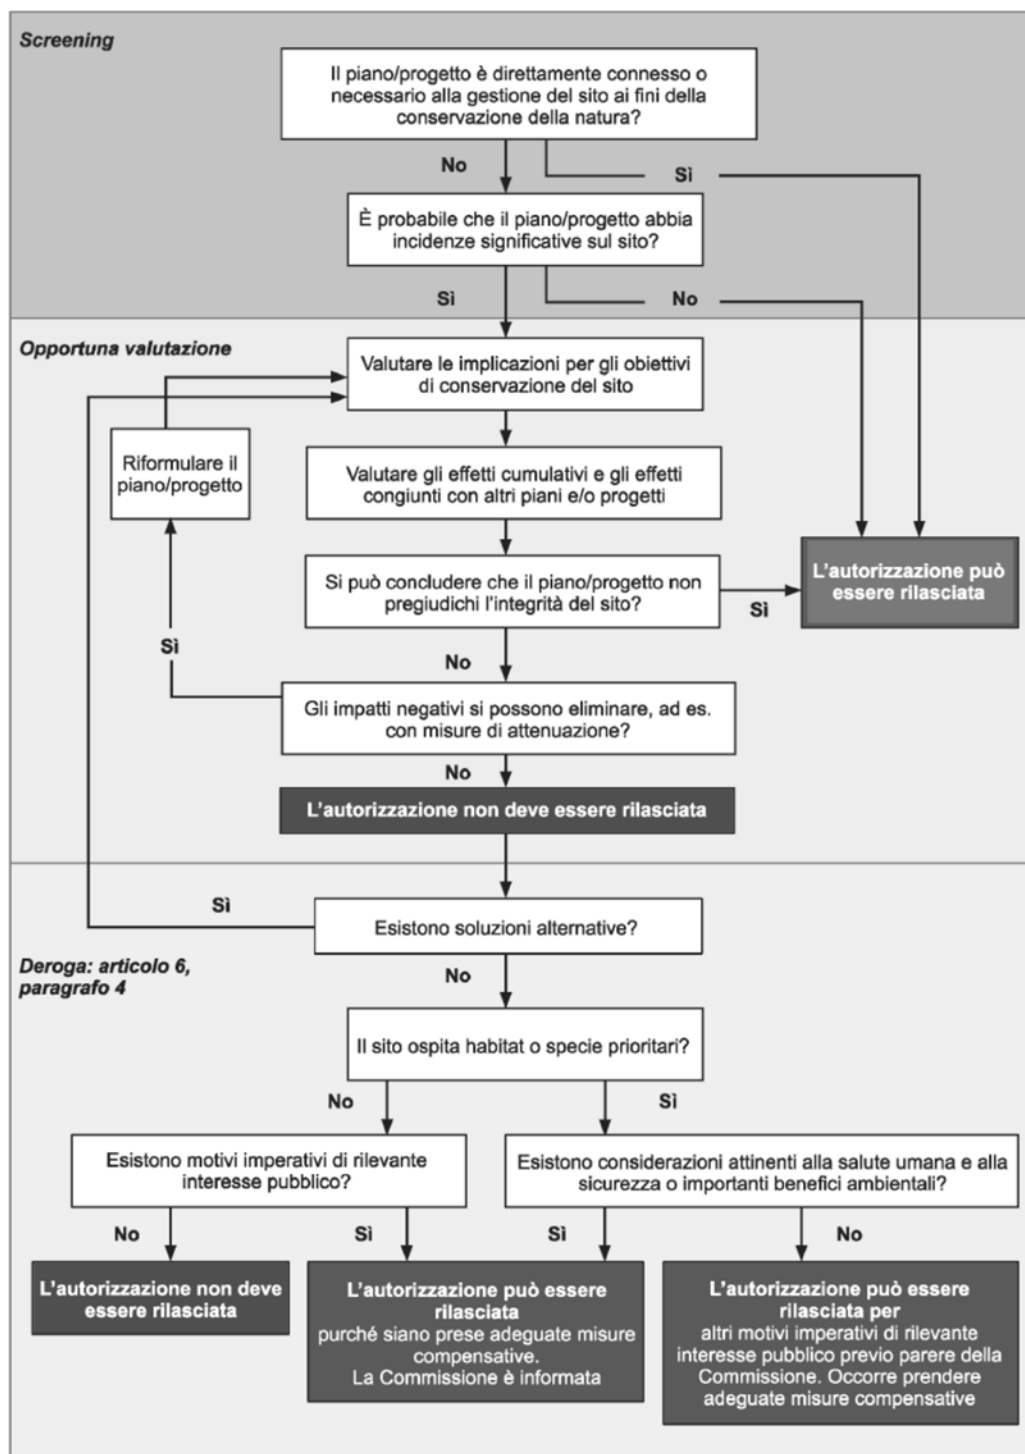 Screening
Il piano/progetto è direttamente connesso o
necessario alla gestione del sito ai fini della
conservazione della natura?
No
Sì
È probabile che il piano/progetto abbia
incidenze significative sul sito?
Sì
No
Opportuna valutazione
Valutare le implicazioni per gli obiettivi
di conservazione del sito
Riformulare il
piano/progetto
Valutare gli effetti cumulativi e gli effetti
congiunti con altri piani e/o progetti
Si può concludere che il piano/progetto non
pregiudichi l'integrità del sito?
Sì
L'autorizzazione può
essere rilasciata
Sì
No
Gli impatti negativi si possono eliminare, ad es.
con misure di attenuazione?
No
L'autorizzazione non deve essere rilasciata
Sì
Esistono soluzioni alternative?
Deroga: articolo 6,
paragrafo 4
No
Il sito ospita habitat o specie prioritari?
No
Sì
Esistono motivi imperativi di rilevante
interesse pubblico?
Esistono considerazioni attinenti alla salute umana e alla
sicurezza o importanti benefici ambientali?
No
Sì
Sì
No
L'autorizzazione non deve
essere rilasciata
L'autorizzazione può essere
rilasciata
purché siano prese adeguate misure
compensative.
La Commissione è informata
L'autorizzazione può essere
rilasciata per
altri motivi imperativi di rilevante
interesse pubblico previo parere della
Commissione. Occorre prendere
adeguate misure compensative